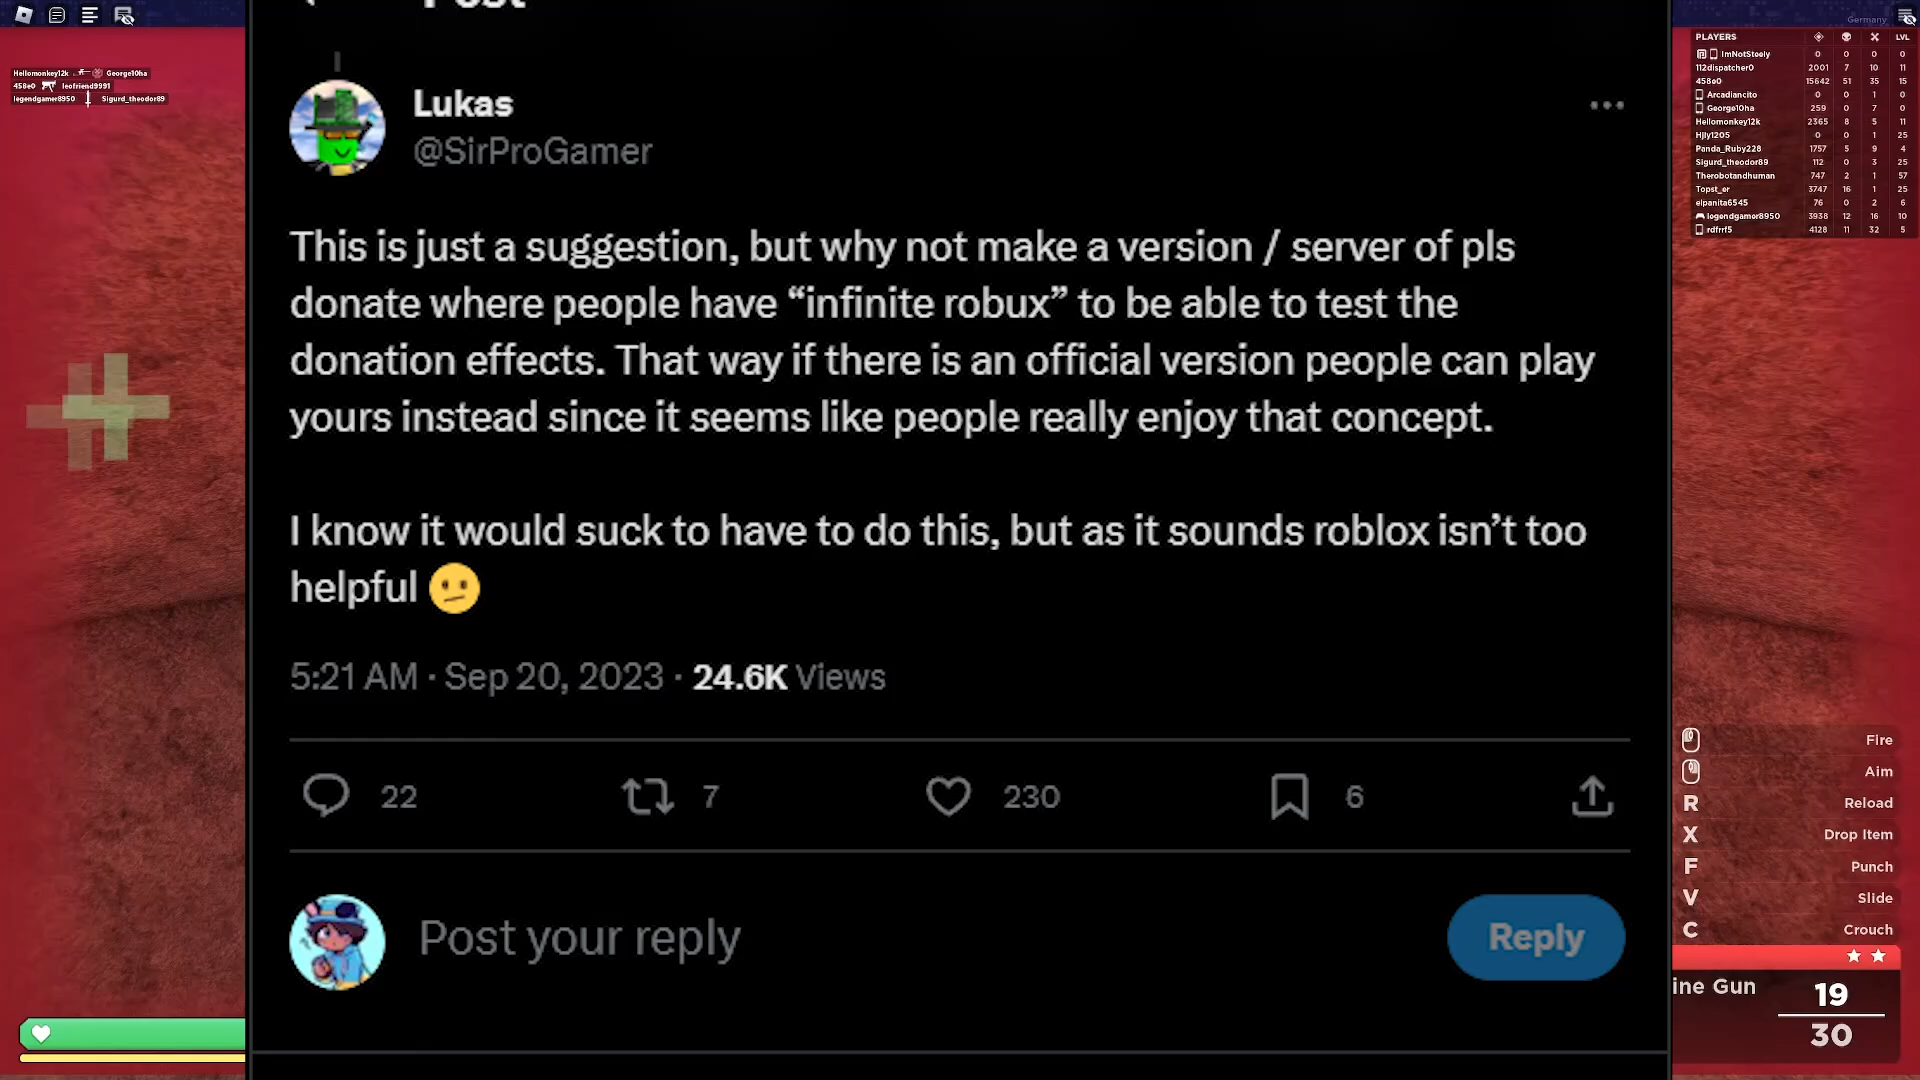 Post
Germany
Hellomonkey12k George10ha
458e0 leofriend9991
legendgamer8950 Sigurd_theodor89
PLAYERS LVL
ImNotSteely 0 0 0 0
112dispatcher0 2001 7 10 11
458e0 15642 51 35 15
Arcadiancito 0 0 1 0
George10ha 259 0 7 0
Hellomonkey12k 2365 8 5 11
Hjly1205 0 0 1 25
Panda_Ruby228 1757 5 9 4
Sigurd_theodor89 112 0 3 25
Therobotandhuman 747 2 1 57
Topst_er 3747 16 1 25
elpanita6545 76 0 2 6
legendgamer8950 3938 12 16 10
rdfrrf5 4128 11 32 5
Lukas
@SirProGamer
This is just a suggestion, but why not make a version / server of pls
donate where people have “infinite robux” to be able to test the
donation effects. That way if there is an official version people can play
yours instead since it seems like people really enjoy that concept.
I know it would suck to have to do this, but as it sounds roblox isn’t too
helpful 🫤
5:21 AM · Sep 20, 2023 · 24.6K Views
22 7 230 6
Post your reply
Reply
Fire
Aim
R Reload
X Drop Item
F Punch
V Slide
C Crouch
ine Gun
19
30